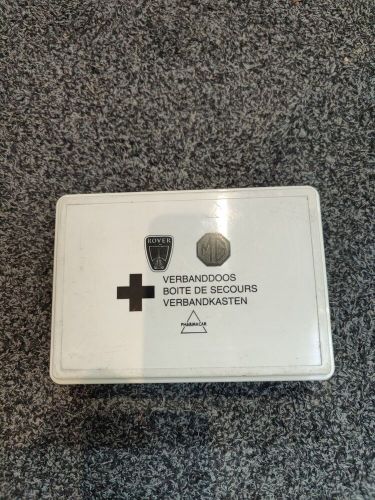 ROVER
MG
VERBANDDOOS
BOITE DE SECOURS
VERBANDKASTEN
PHARMACAR